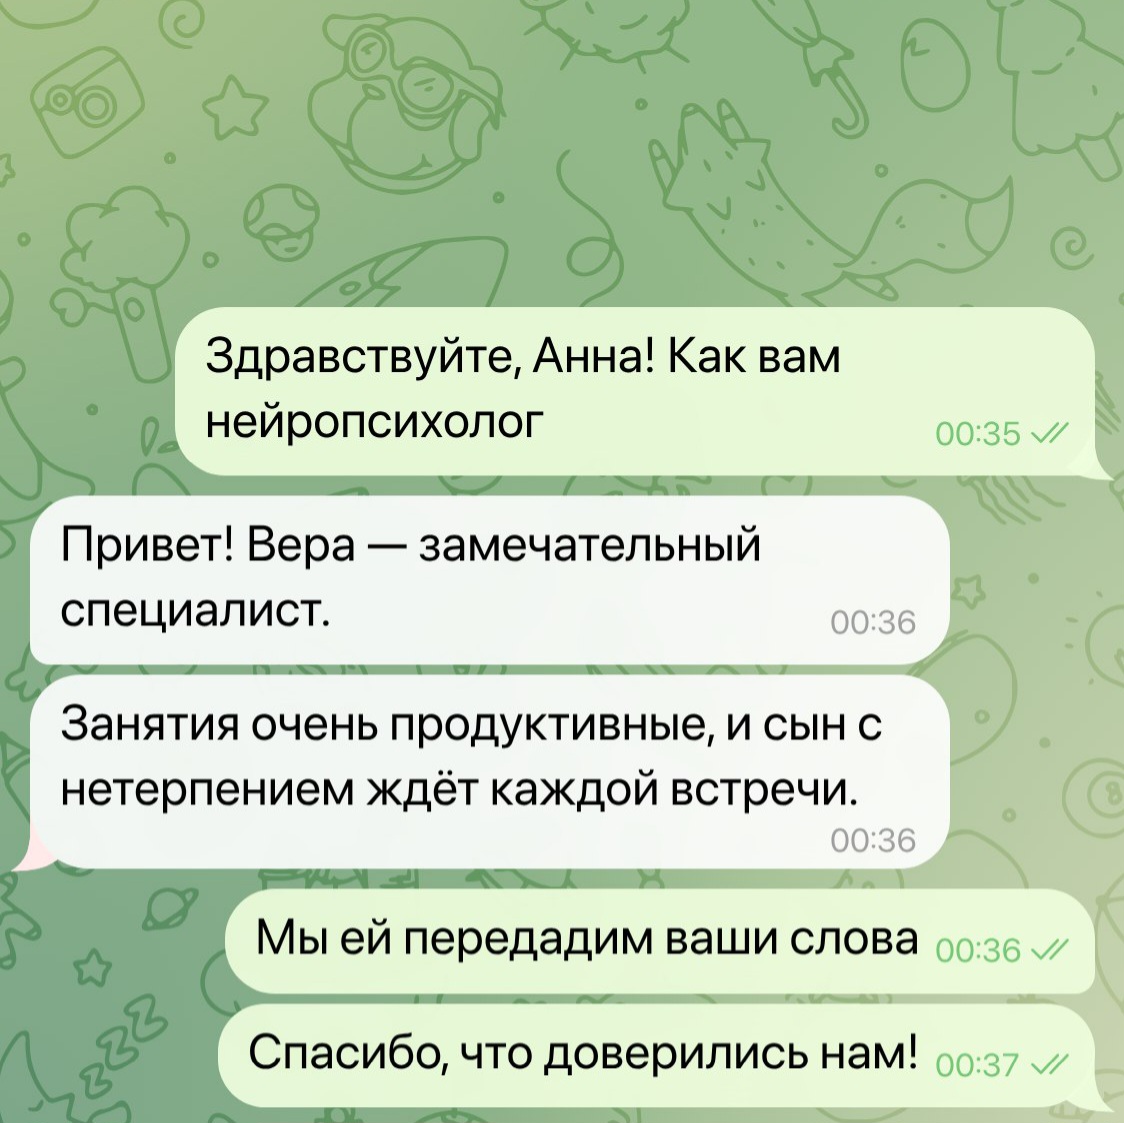 Здравствуйте, Анна! Как вам
нейропсихолог
00:35
Привет! Вера — замечательный
специалист.
00:36
Занятия очень продуктивные, и сын с
нетерпением ждёт каждой встречи.
00:36
Мы ей передадим ваши слова 00:36
Спасибо, что доверились нам! 00:37